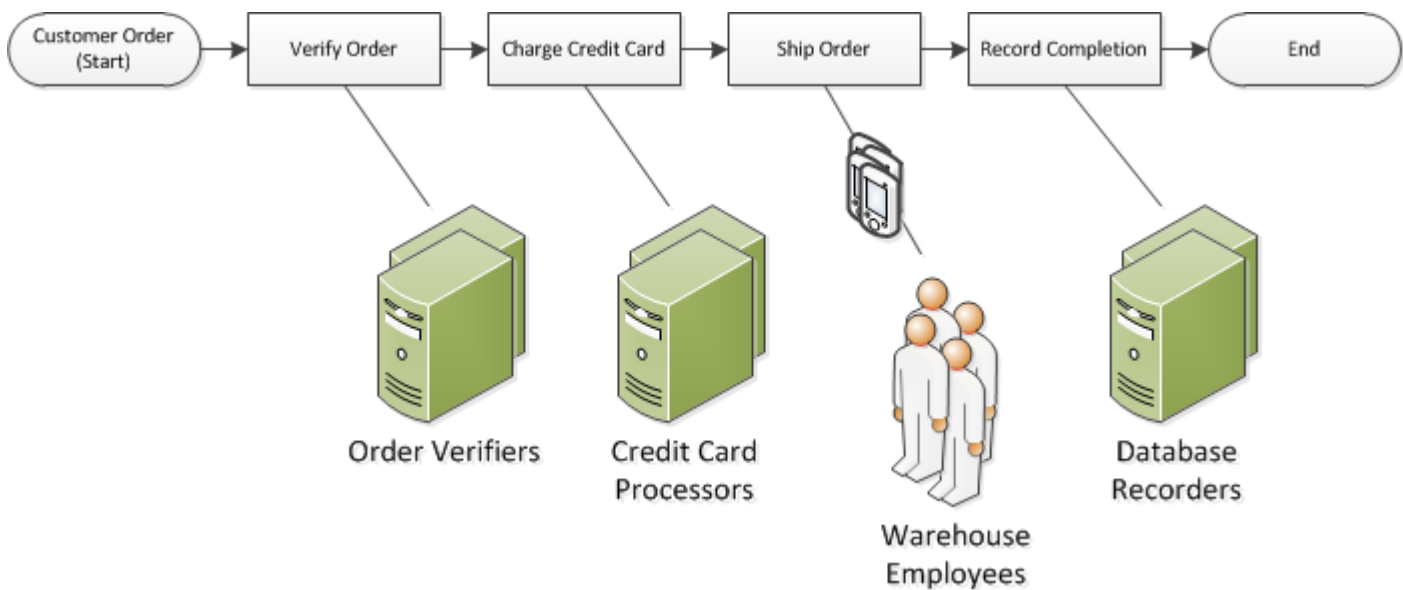 Customer Order
(Start)
Verify Order
Charge Credit Card
Ship Order
Record Completion
End
Order Verifiers
Credit Card
Processors
Warehouse
Employees
Database
Recorders